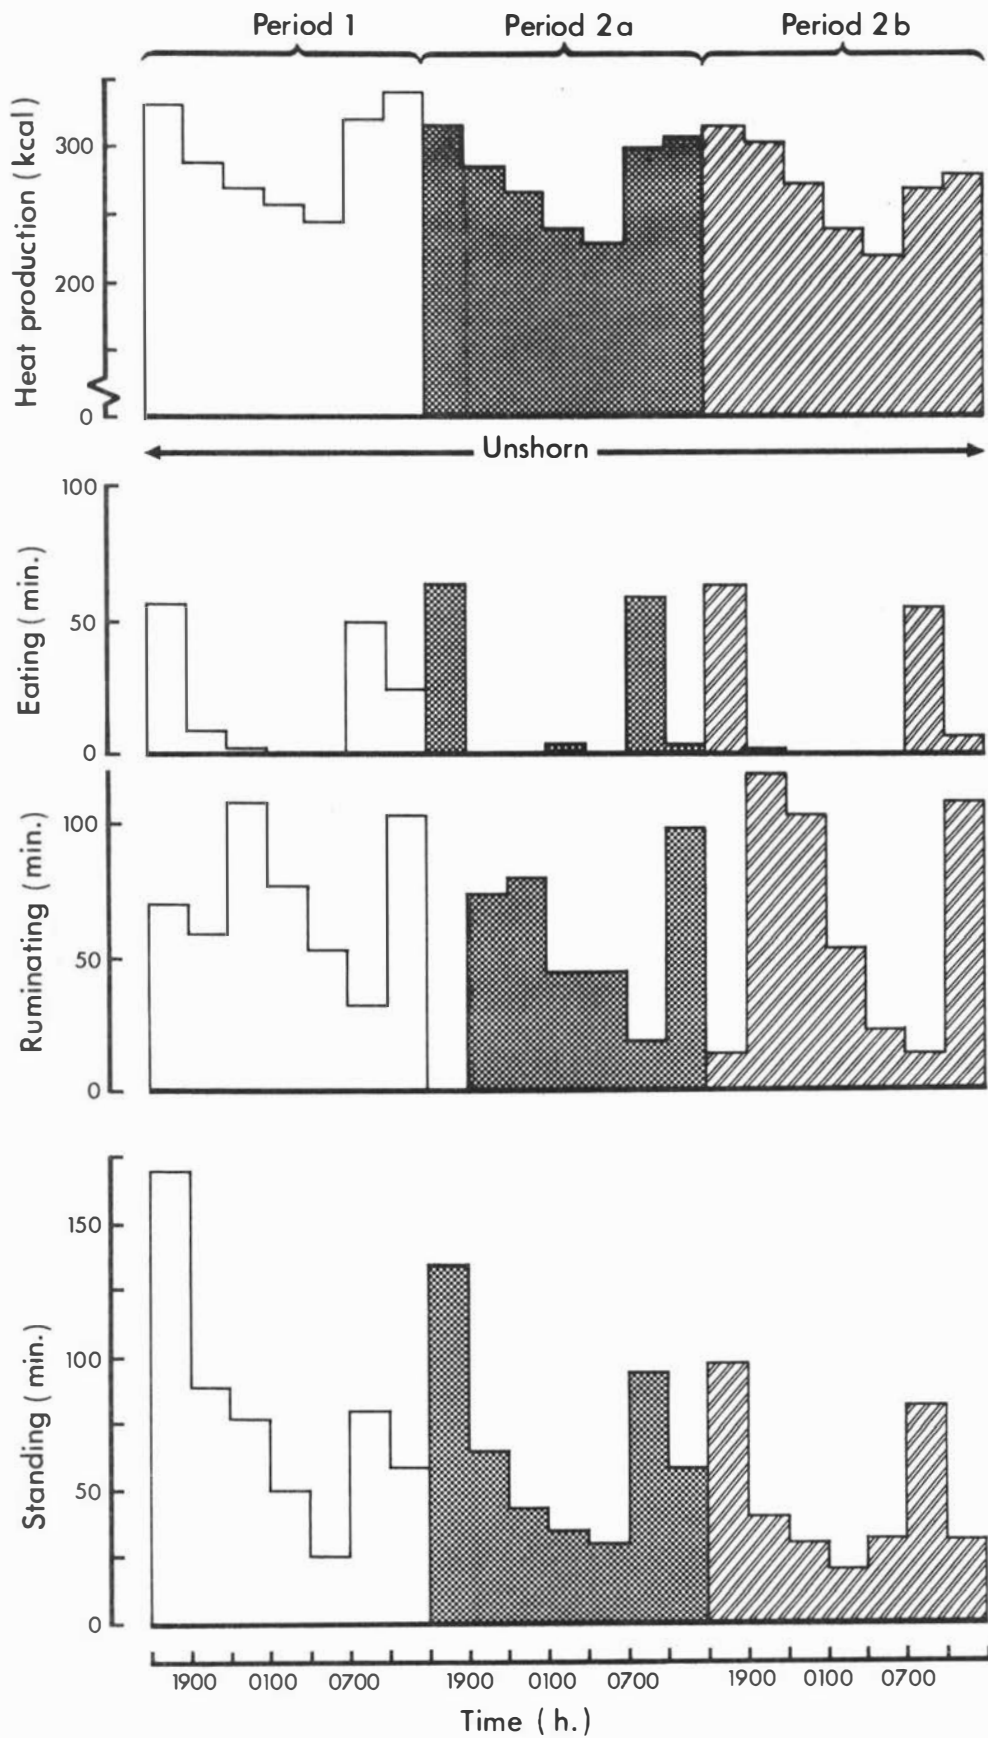 Period 1 Period 2a Period 2b
Heat production (kcal)
300
200
0
Unshorn
Eating (min.)
100
50
0
Ruminating (min.)
100
50
0
Standing (min.)
150
100
50
0
1900 0100 0700 1900 0100 0700 1900 0100 0700
Time (h.)